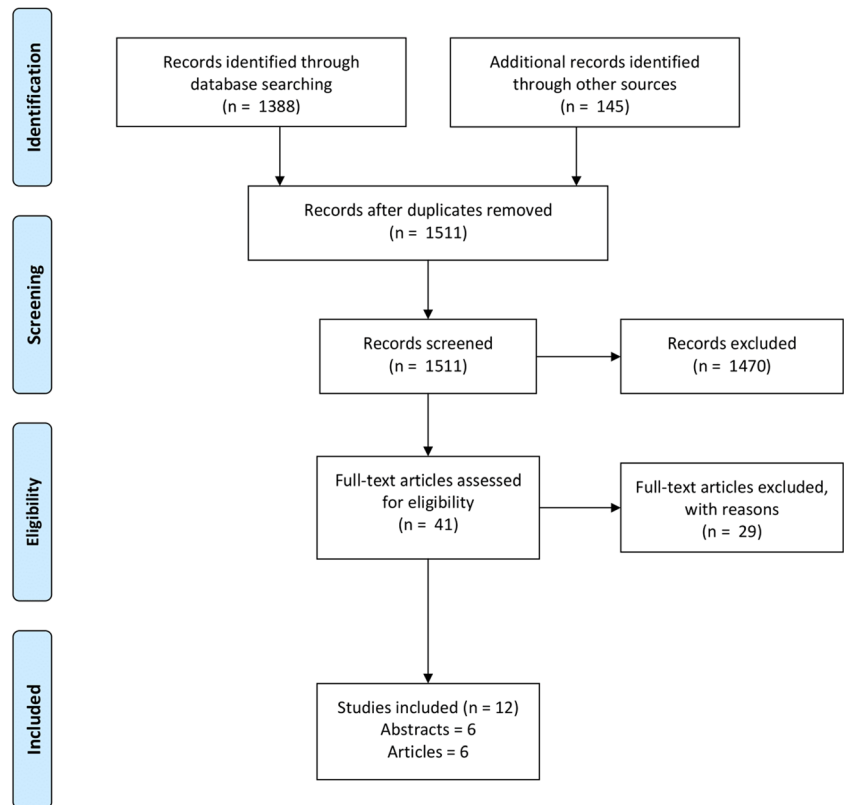 Identification
Records identified through
database searching
(n = 1388)
Additional records identified
through other sources
(n = 145)
Records after duplicates removed
(n = 1511)
Screening
Records screened
(n = 1511)
Records excluded
(n = 1470)
Eligibility
Full-text articles assessed
for eligibility
(n = 41)
Full-text articles excluded,
with reasons
(n = 29)
Included
Studies included (n = 12)
Abstracts = 6
Articles = 6